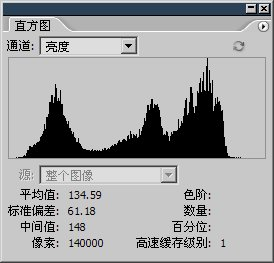 直方图
通道: 亮度
源: 整个图像
平均值: 134.59 色阶:
标准偏差: 61.18 数量:
中间值: 148 百分位:
像素: 140000 高速缓存级别: 1